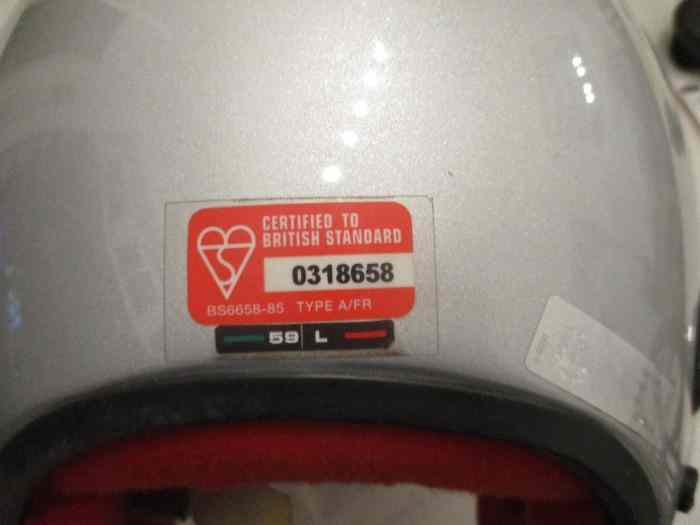 CERTIFIED TO
BRITISH STANDARD
0318658
BS6658-85 TYPE A/FR
59 L